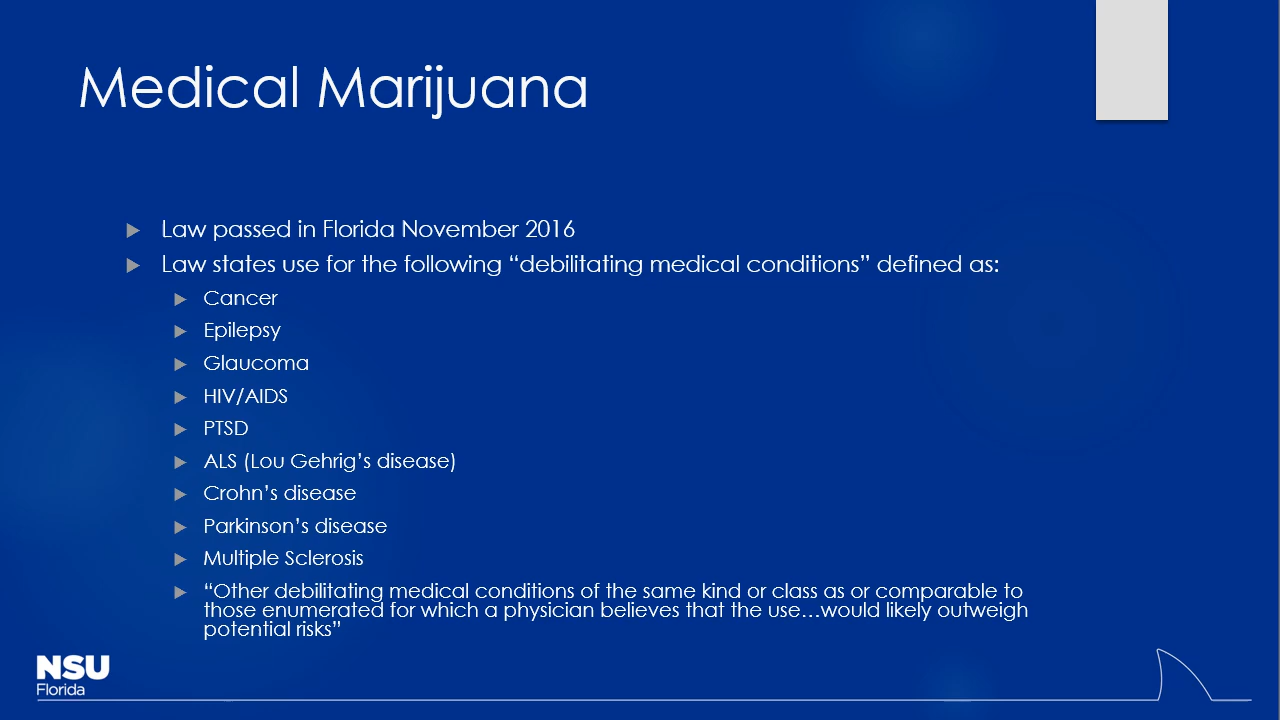 Medical Marijuana
Law passed in Florida November 2016
Law states use for the following “debilitating medical conditions” defined as:
Cancer
Epilepsy
Glaucoma
HIV/AIDS
PTSD
ALS (Lou Gehrig’s disease)
Crohn’s disease
Parkinson’s disease
Multiple Sclerosis
“Other debilitating medical conditions of the same kind or class as or comparable to
those enumerated for which a physician believes that the use…would likely outweigh
potential risks”
NSU
Florida